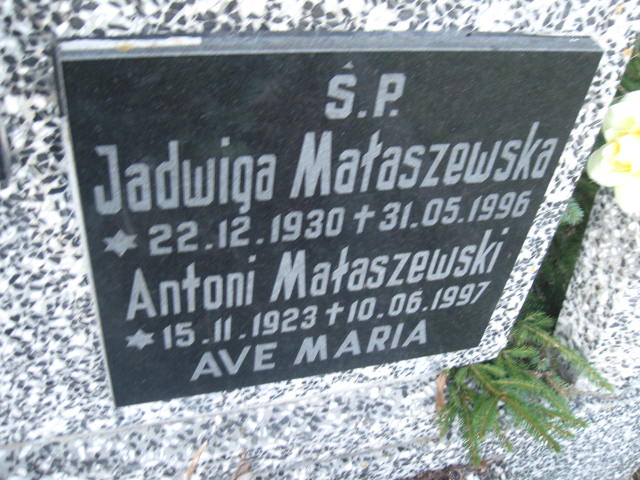 Ś.P.
Jadwiga Małaszewska
* 22.12.1930 † 31.05.1996
Antoni Małaszewski
* 15.11.1923 † 10.06.1997
AVE MARIA